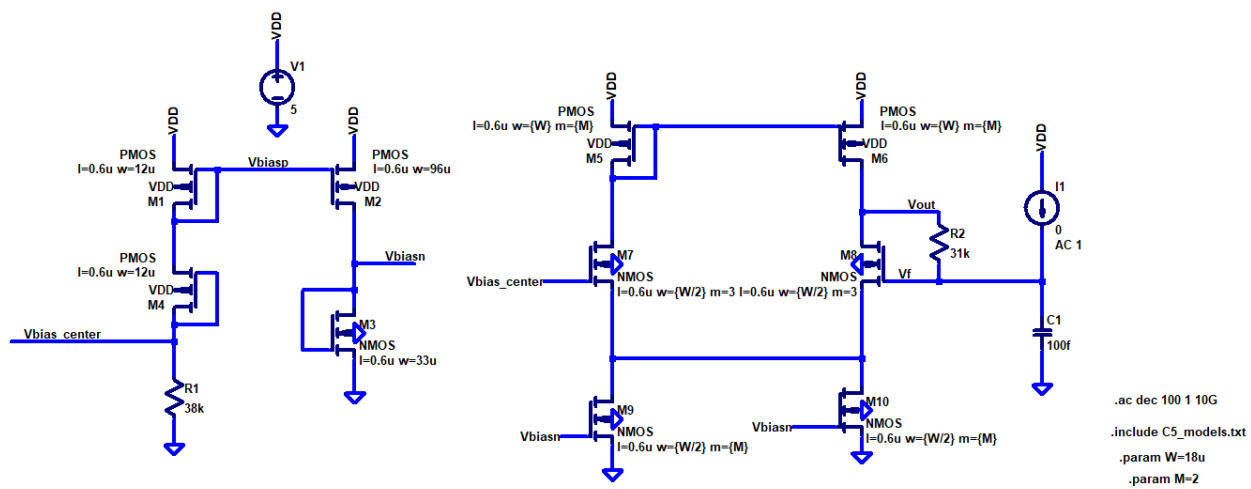 VDD
V1
5
VDD
VDD
PMOS
l=0.6u w=12u
VDD
M1
Vbiasp
PMOS
l=0.6u w=96u
VDD
M2
PMOS
l=0.6u w=12u
VDD
M4
Vbiasn
Vbias_center
M3
NMOS
l=0.6u w=33u
R1
38k
VDD
VDD
PMOS
l=0.6u w={W} m={M}
VDD
M5
PMOS
l=0.6u w={W} m={M}
VDD
M6
VDD
I1
0
AC 1
Vout
R2
31k
M7
M8
Vf
Vbias_center
NMOS
NMOS
l=0.6u w={W/2} m=3 l=0.6u w={W/2} m=3
C1
100f
M9
M10
Vbiasn
NMOS
l=0.6u w={W/2} m={M}
Vbiasn
NMOS
l=0.6u w={W/2} m={M}
.ac dec 100 1 10G
.include C5_models.txt
.param W=18u
.param M=2